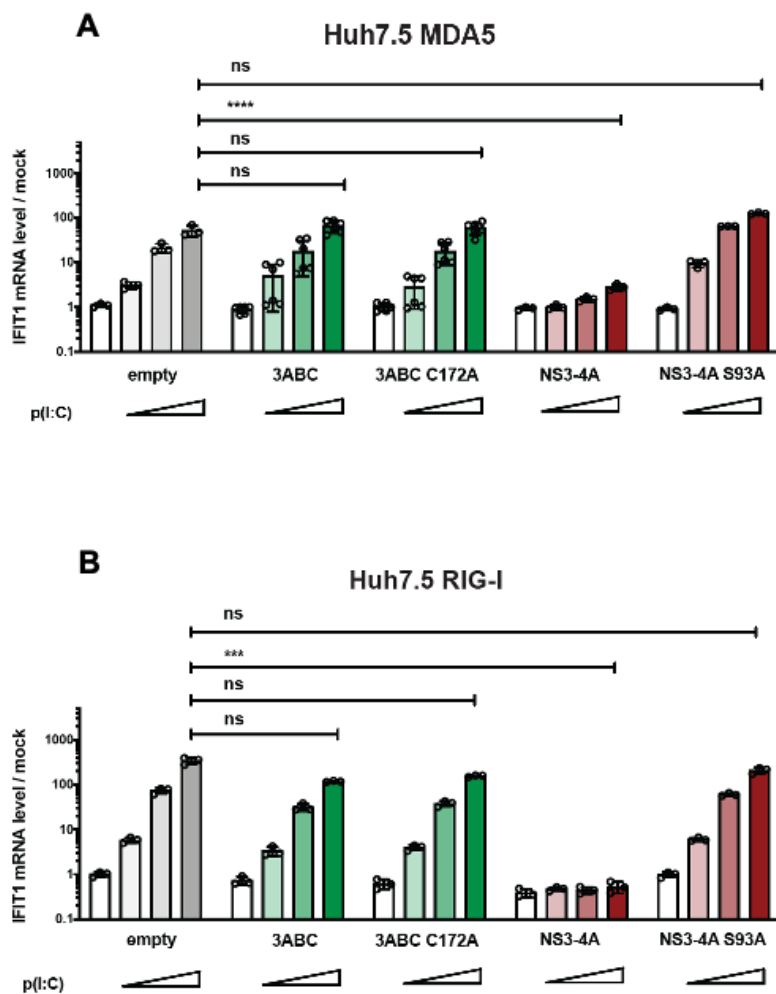 A
Huh7.5 MDA5
ns
****
ns
ns
IFIT1 mRNA level / mock
1000
100
10
1
0.1
empty 3ABC 3ABC C172A NS3-4A NS3-4A S93A
p(I:C)
B
Huh7.5 RIG-I
ns
***
ns
ns
IFIT1 mRNA level / mock
1000
100
10
1
0.1
empty 3ABC 3ABC C172A NS3-4A NS3-4A S93A
p(I:C)